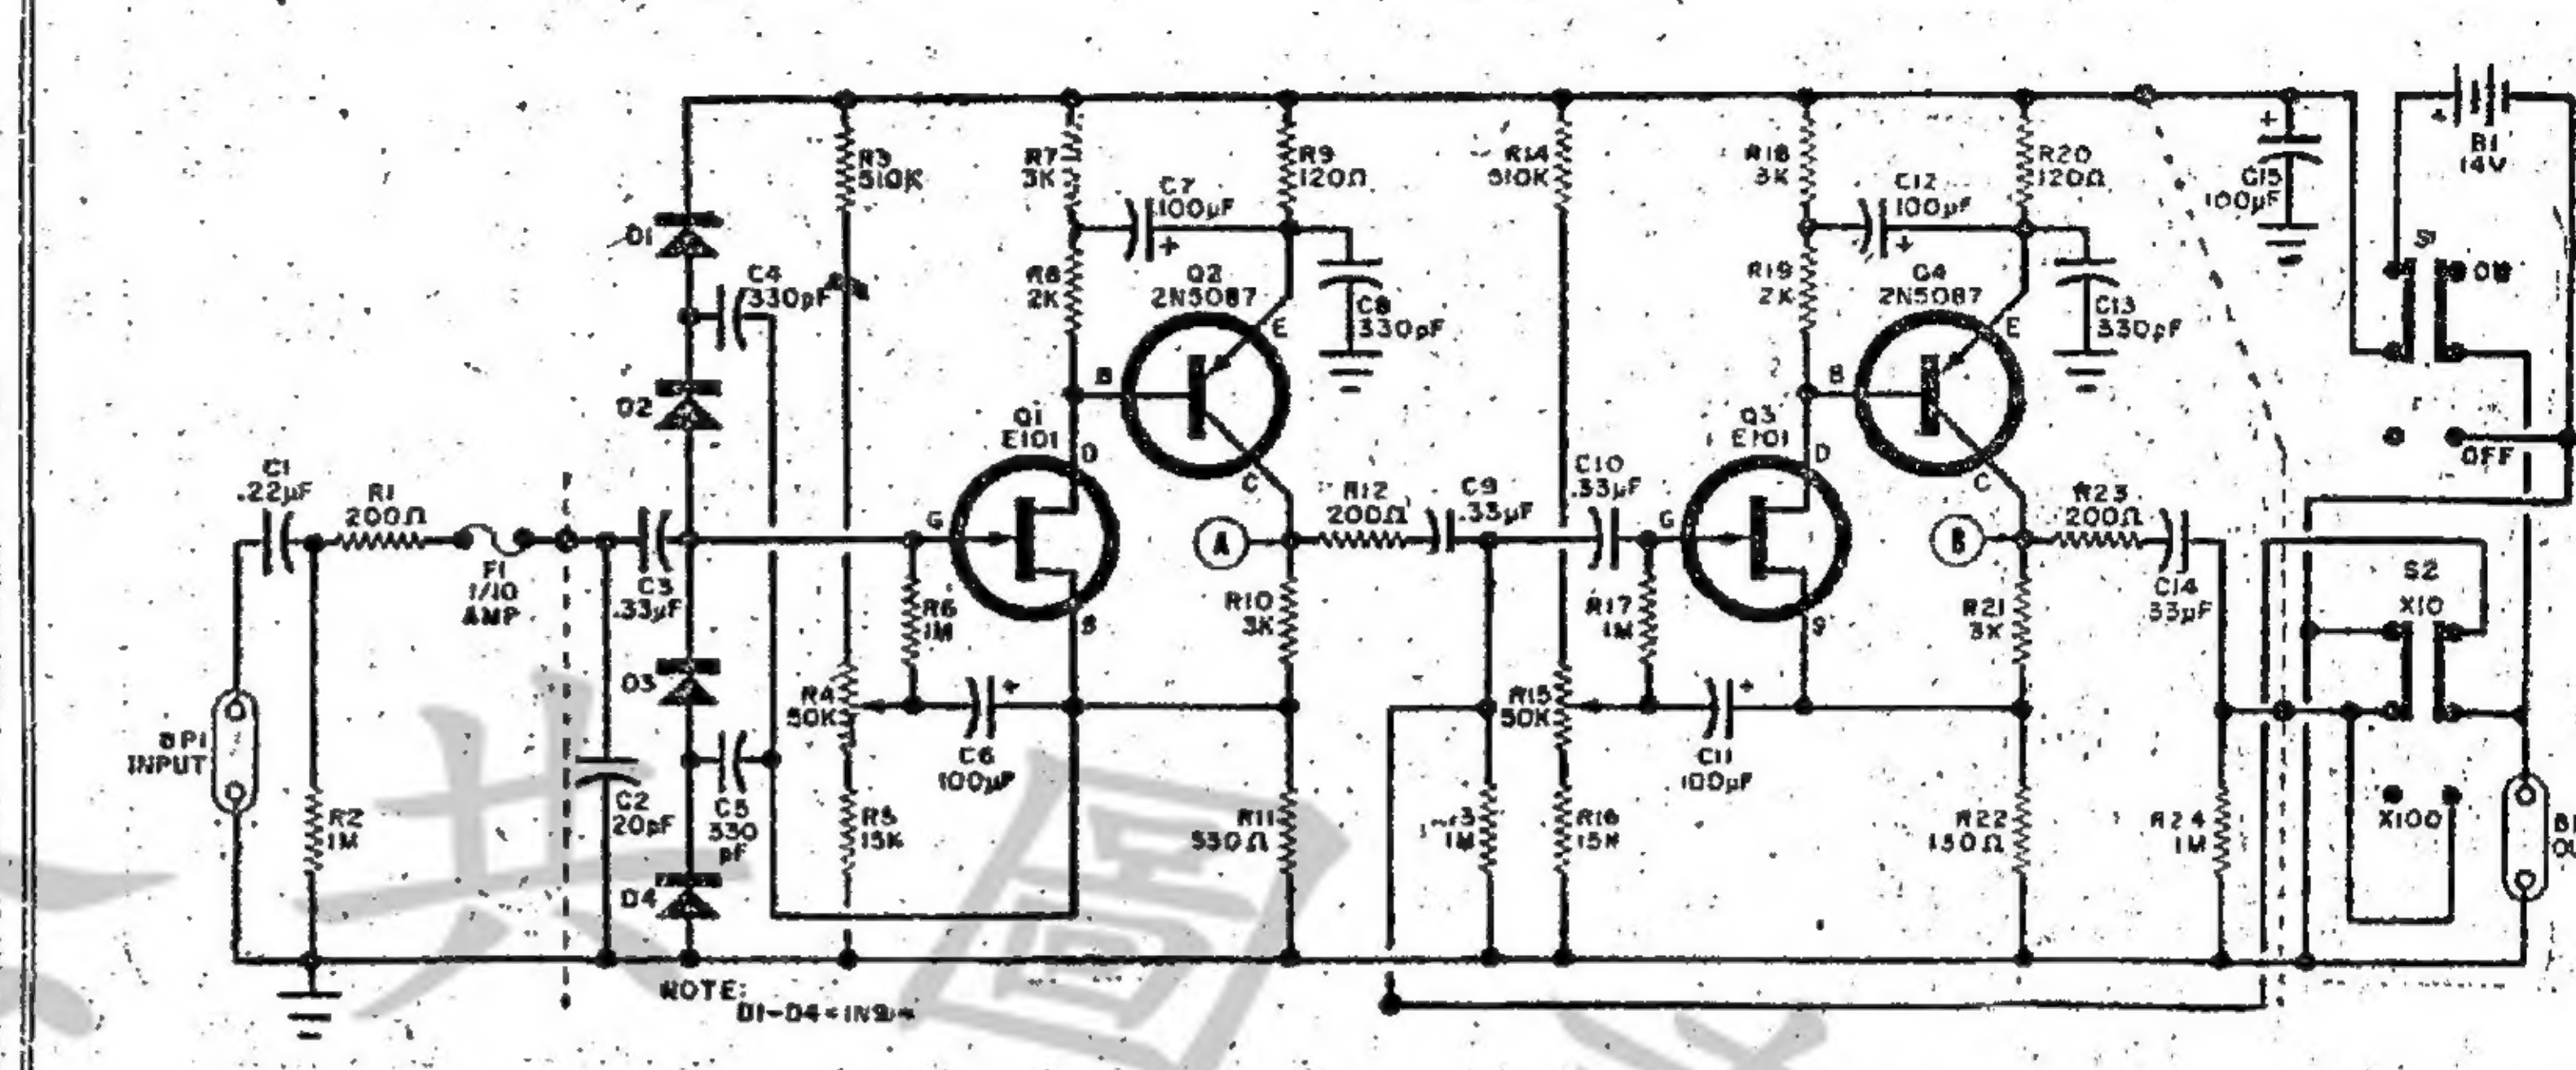 C1
.22µF
R1
200Ω
F1
1/10
AMP
BP1
INPUT
R2
1M
C2
20pF
C3
.33µF
D1
D2
D3
D4
C4
330pF
C5
330
pF
R3
510K
R4
50K
R5
15K
R6
1M
C6
100µF
R7
3K
R8
2K
C7
100µF
+
Q1
E101
G
D
S
Q2
2N5087
B
E
C
R9
120Ω
C8
330pF
A
R10
3K
R11
530Ω
R12
200Ω
C9
.33µF
1M
R14
510K
R15
50K
R16
15K
C10
.33µF
R17
1M
C11
100µF
+
R18
3K
R19
2K
C12
100µF
+
Q3
E101
G
D
S
Q4
2N5087
B
E
C
R20
120Ω
C13
330pF
B
R21
3K
R22
150Ω
R23
200Ω
C14
.33µF
R24
1M
C15
100µF
+
B1
14V
+
S1
ON
OFF
S2
X10
X100
NOTE: